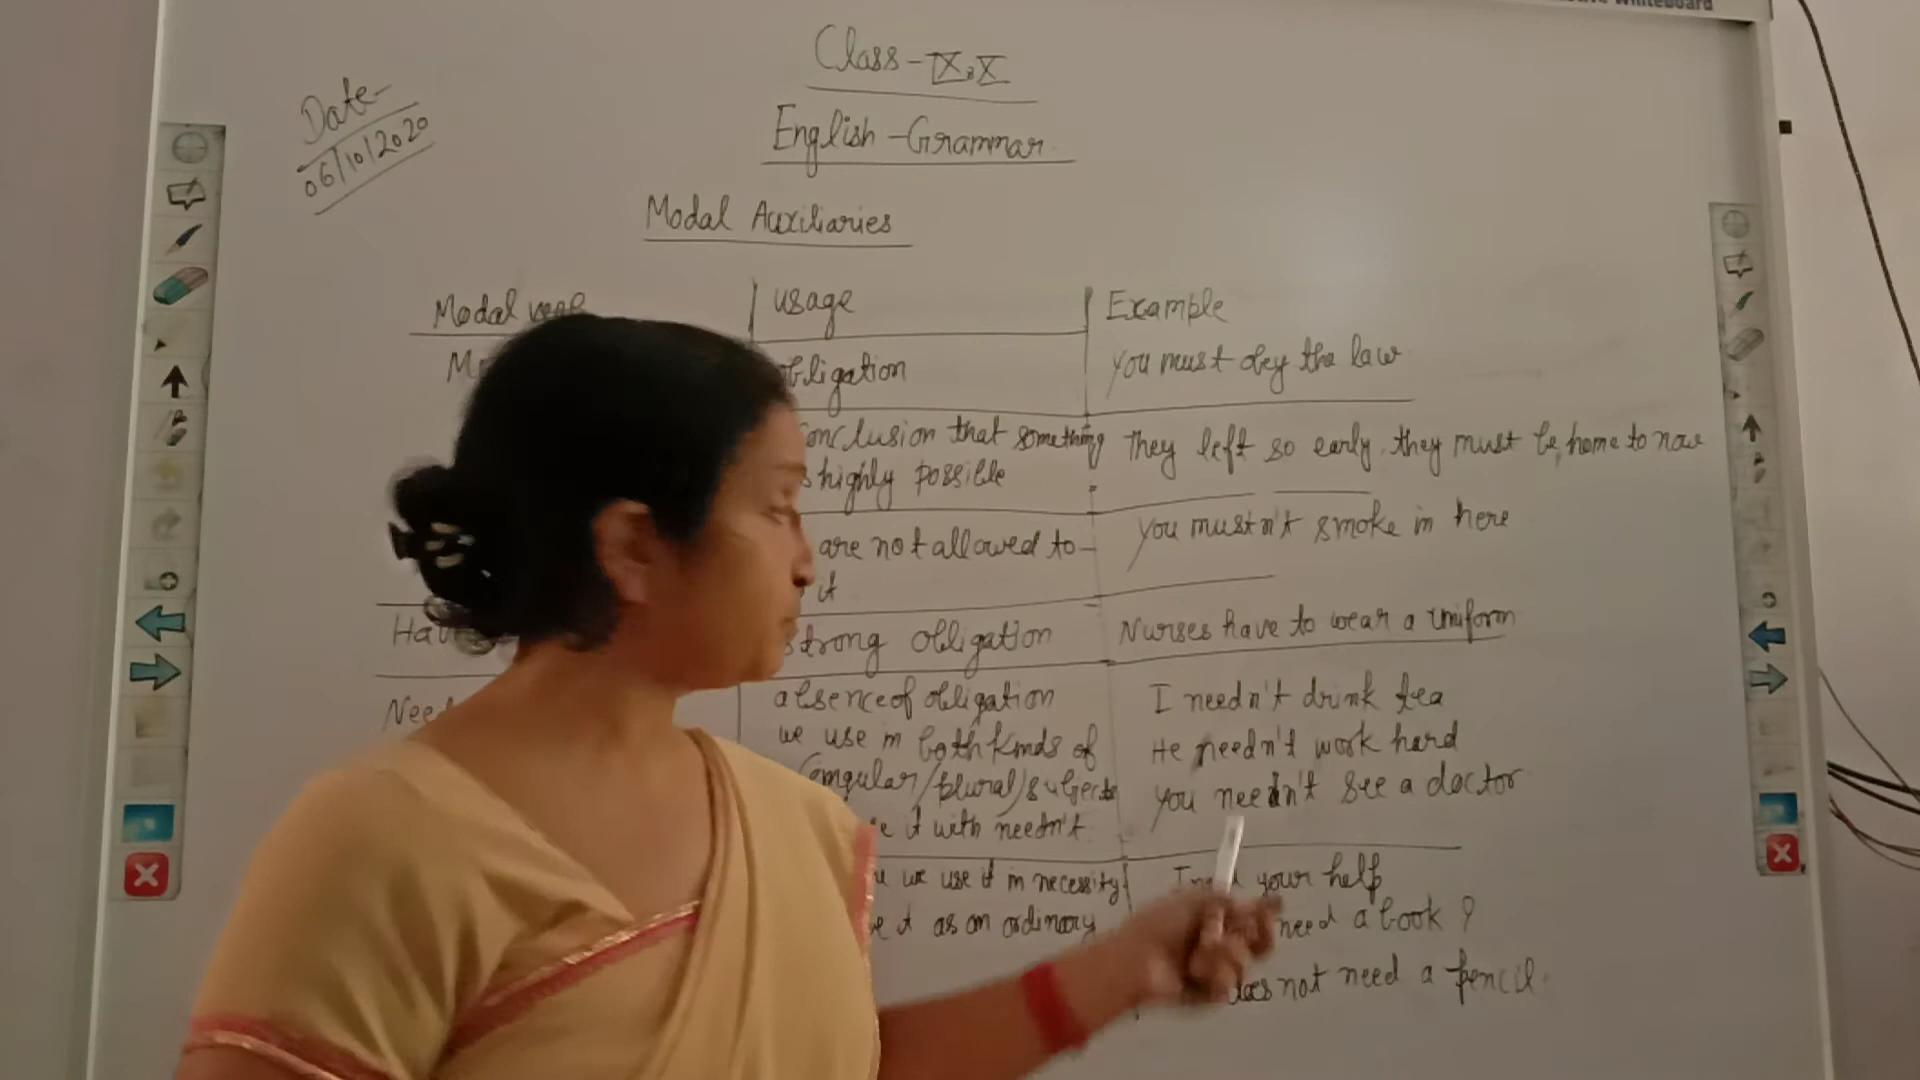 Whiteboard
Class-IX,X
Date-
06/10/2020
English-Grammar
Modal Auxiliaries
Modal verb usage Example
obligation you must obey the law
conclusion that something They left so early. they must be home to now
is highly possible
are not allowed to- you mustn't smoke in here
it
Have strong obligation Nurses have to wear a uniform
Need absence of obligation I needn't drink tea
we use in both kinds of He needn't work hard
(singular/plural) subjects you needn't see a doctor
it with needn't
we use it in necessity I need your help
it as an ordinary need a book ?
does not need a pencil.